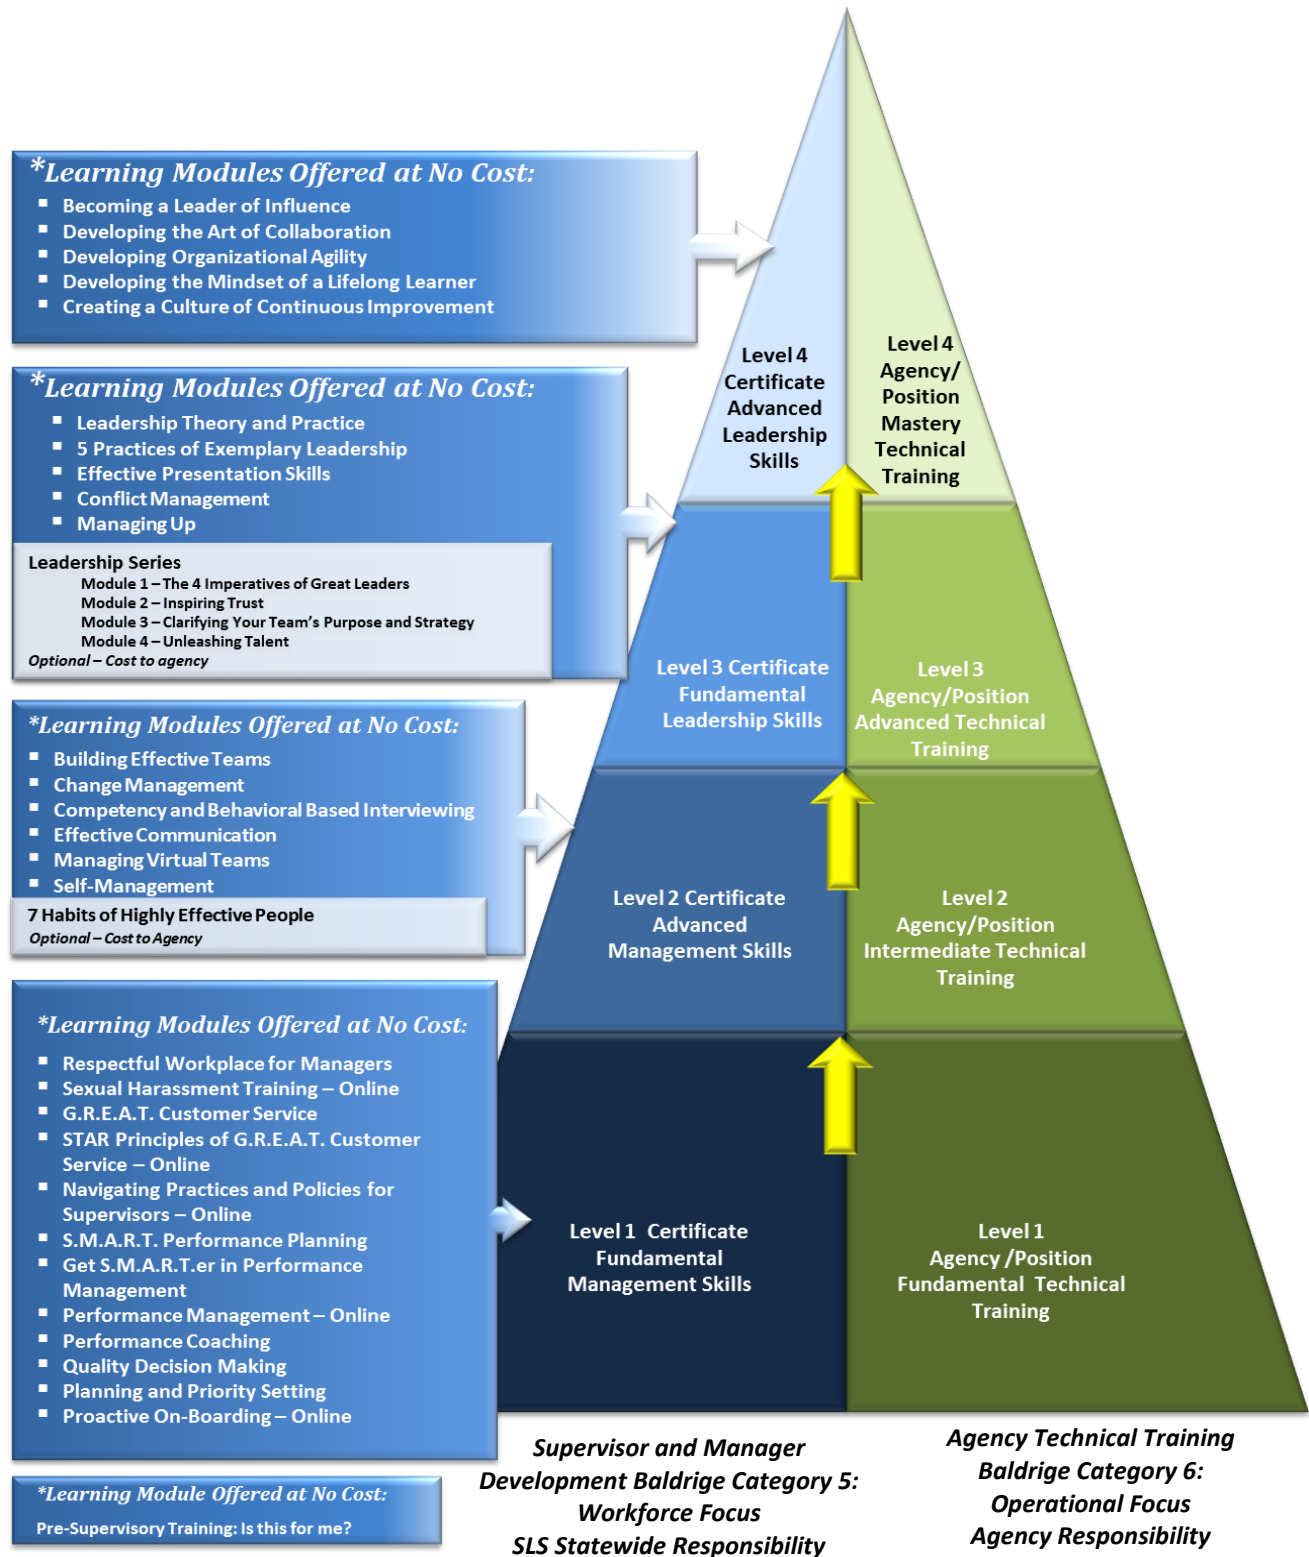 *Learning Modules Offered at No Cost:
▪ Becoming a Leader of Influence
▪ Developing the Art of Collaboration
▪ Developing Organizational Agility
▪ Developing the Mindset of a Lifelong Learner
▪ Creating a Culture of Continuous Improvement
*Learning Modules Offered at No Cost:
▪ Leadership Theory and Practice
▪ 5 Practices of Exemplary Leadership
▪ Effective Presentation Skills
▪ Conflict Management
▪ Managing Up
Leadership Series
Module 1 – The 4 Imperatives of Great Leaders
Module 2 – Inspiring Trust
Module 3 – Clarifying Your Team's Purpose and Strategy
Module 4 – Unleashing Talent
Optional – Cost to agency
*Learning Modules Offered at No Cost:
▪ Building Effective Teams
▪ Change Management
▪ Competency and Behavioral Based Interviewing
▪ Effective Communication
▪ Managing Virtual Teams
▪ Self-Management
7 Habits of Highly Effective People
Optional – Cost to Agency
*Learning Modules Offered at No Cost:
▪ Respectful Workplace for Managers
▪ Sexual Harassment Training – Online
▪ G.R.E.A.T. Customer Service
▪ STAR Principles of G.R.E.A.T. Customer
Service – Online
▪ Navigating Practices and Policies for
Supervisors – Online
▪ S.M.A.R.T. Performance Planning
▪ Get S.M.A.R.T.er in Performance
Management
▪ Performance Management – Online
▪ Performance Coaching
▪ Quality Decision Making
▪ Planning and Priority Setting
▪ Proactive On-Boarding – Online
*Learning Module Offered at No Cost:
Pre-Supervisory Training: Is this for me?
Level 4
Certificate
Advanced
Leadership
Skills
Level 4
Agency/
Position
Mastery
Technical
Training
Level 3 Certificate
Fundamental
Leadership Skills
Level 3
Agency/Position
Advanced Technical
Training
Level 2 Certificate
Advanced
Management Skills
Level 2
Agency/Position
Intermediate Technical
Training
Level 1 Certificate
Fundamental
Management Skills
Level 1
Agency /Position
Fundamental Technical
Training
Supervisor and Manager
Development Baldrige Category 5:
Workforce Focus
SLS Statewide Responsibility
Agency Technical Training
Baldrige Category 6:
Operational Focus
Agency Responsibility